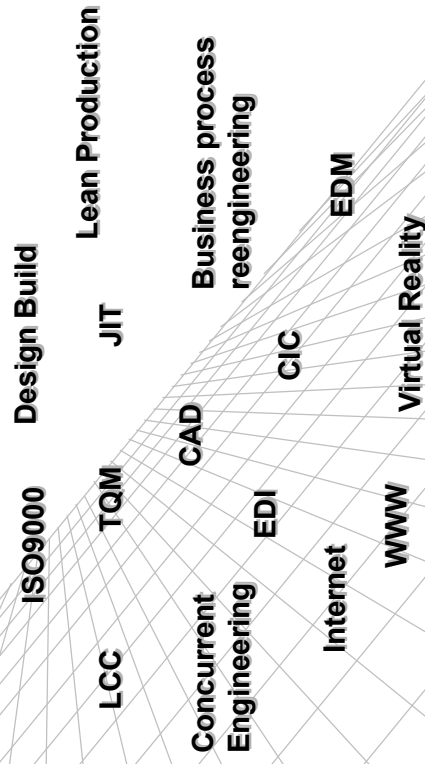 ISO9000
Design Build
Lean Production
LCC
TQM
JIT
Concurrent
Engineering
CAD
Business process
reengineering
EDI
CIC
Internet
EDM
WWW
Virtual Reality